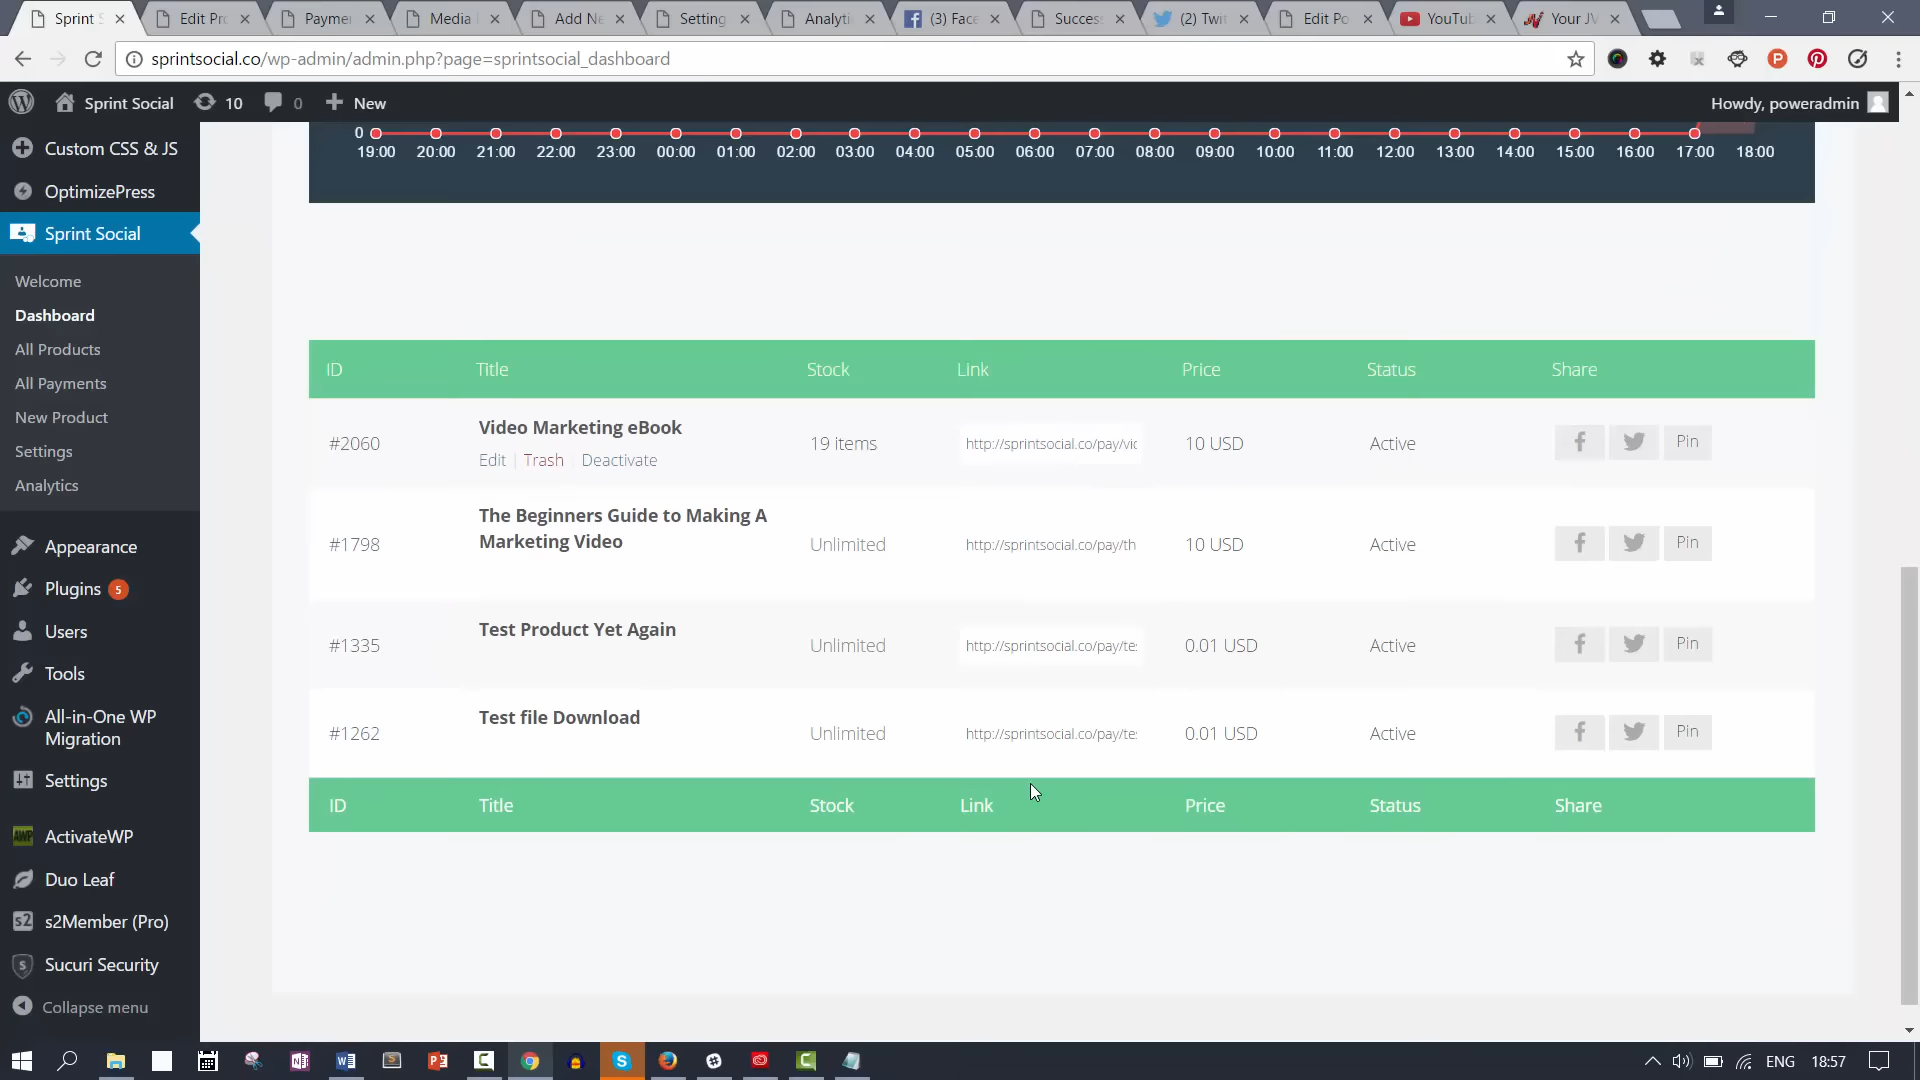 Sprint S
Edit Pro
Paymen
Media
Add Ne
Setting
Analyti
(3) Face
Success
(2) Twit
Edit Po
YouTub
Your JV
sprintsocial.co/wp-admin/admin.php?page=sprintsocial_dashboard
Sprint Social
10
0
New
Howdy, poweradmin
Custom CSS & JS
OptimizePress
Sprint Social
Welcome
Dashboard
All Products
All Payments
New Product
Settings
Analytics
Appearance
Plugins 5
Users
Tools
All-in-One WP
Migration
Settings
AWP
ActivateWP
Duo Leaf
s2
s2Member (Pro)
Sucuri Security
Collapse menu
0
19:00 20:00 21:00 22:00 23:00 00:00 01:00 02:00 03:00 04:00 05:00 06:00 07:00 08:00 09:00 10:00 11:00 12:00 13:00 14:00 15:00 16:00 17:00 18:00
ID Title Stock Link Price Status Share
#2060 Video Marketing eBook 19 items http://sprintsocial.co/pay/vid 10 USD Active Pin
Edit | Trash | Deactivate
#1798 The Beginners Guide to Making A
Marketing Video Unlimited http://sprintsocial.co/pay/th 10 USD Active Pin
#1335 Test Product Yet Again Unlimited http://sprintsocial.co/pay/te 0.01 USD Active Pin
#1262 Test file Download Unlimited http://sprintsocial.co/pay/te 0.01 USD Active Pin
ID Title Stock Link Price Status Share
ENG 18:57